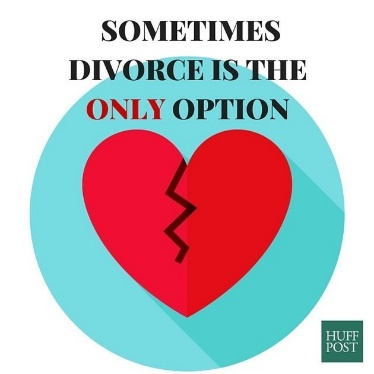 SOMETIMES
DIVORCE IS THE
ONLY OPTION
HUFF
POST